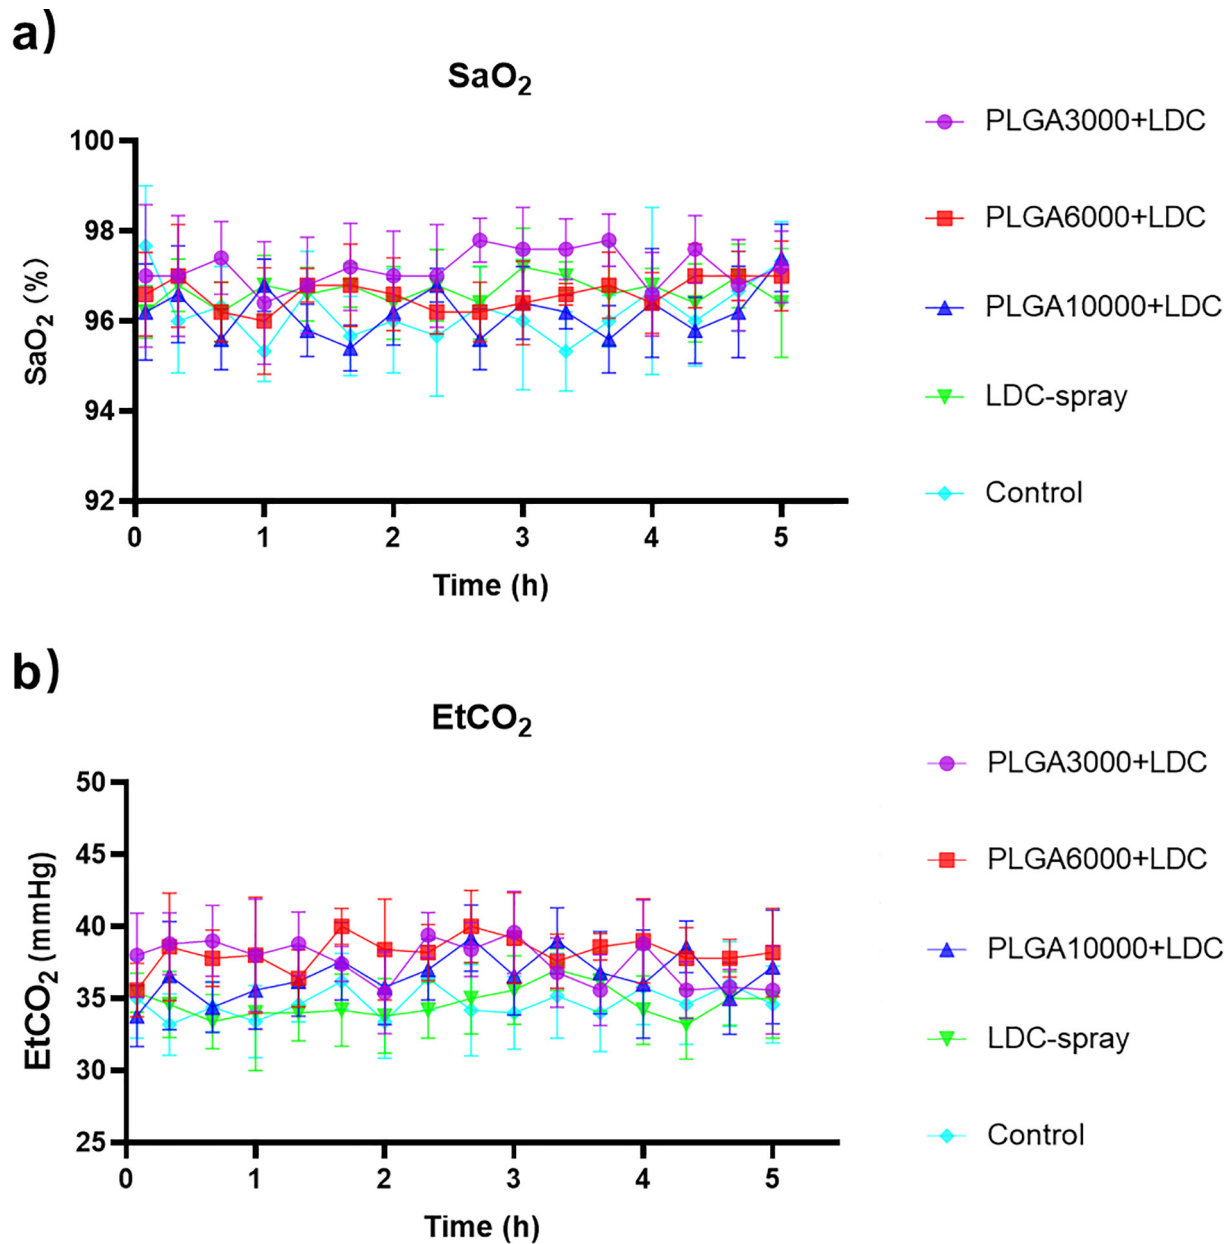 a)
SaO₂
100
98
96
94
92
SaO₂ (%)
0 1 2 3 4 5
Time (h)
PLGA3000+LDC
PLGA6000+LDC
PLGA10000+LDC
LDC-spray
Control
b)
EtCO₂
50
45
40
35
30
25
EtCO₂ (mmHg)
0 1 2 3 4 5
Time (h)
PLGA3000+LDC
PLGA6000+LDC
PLGA10000+LDC
LDC-spray
Control